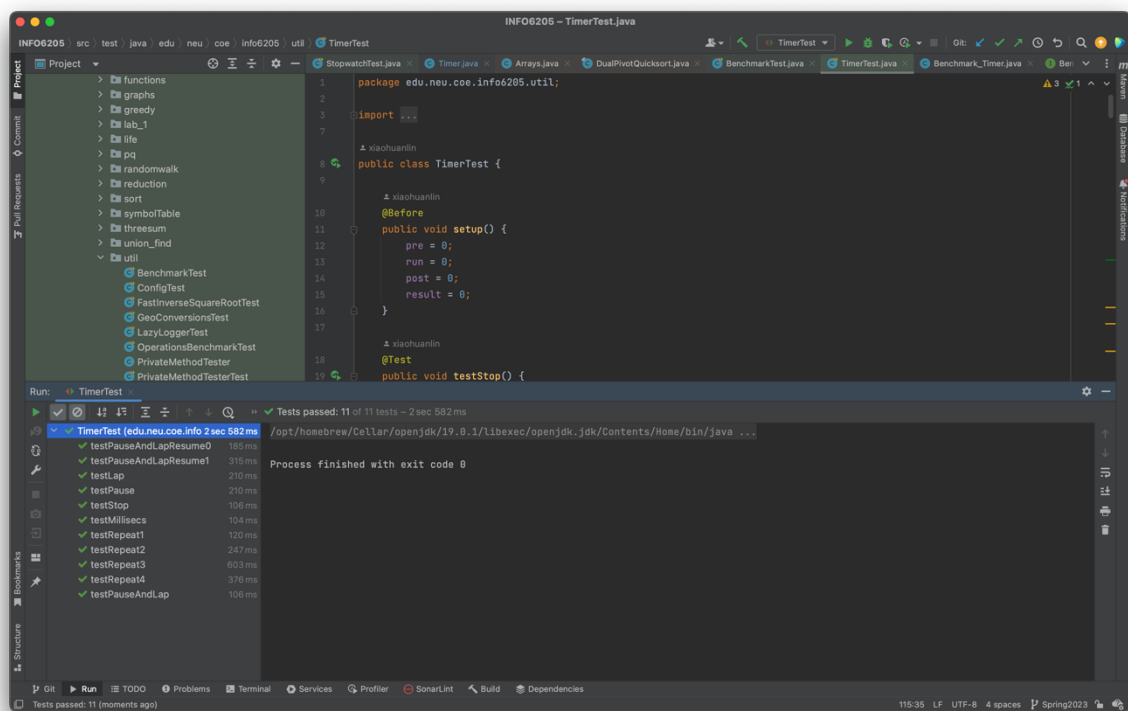 INFO6205 – TimerTest.java
INFO6205 〉 src 〉 test 〉 java 〉 edu 〉 neu 〉 coe 〉 info6205 〉 util 〉 TimerTest
TimerTest
Git:
Project
StopwatchTest.java
Timer.java
Arrays.java
DualPivotQuicksort.java
BenchmarkTest.java
TimerTest.java
Benchmark_Timer.java
Ben
functions
graphs
greedy
lab_1
life
pq
randomwalk
reduction
sort
symbolTable
threesum
union_find
util
BenchmarkTest
ConfigTest
FastInverseSquareRootTest
GeoConversionsTest
LazyLoggerTest
OperationsBenchmarkTest
PrivateMethodTester
PrivateMethodTesterTest
1 package edu.neu.coe.info6205.util;
2
3 import ...
7
xiaohuanlin
8 public class TimerTest {
9
xiaohuanlin
10 @Before
11 public void setup() {
12 pre = 0;
13 run = 0;
14 post = 0;
15 result = 0;
16 }
17
xiaohuanlin
18 @Test
19 public void testStop() {
3 1
Project
Commit
Pull Requests
Bookmarks
Structure
Maven
Database
Notifications
Run: TimerTest
Tests passed: 11 of 11 tests – 2 sec 582 ms
TimerTest (edu.neu.coe.info 2 sec 582 ms
testPauseAndLapResume0 185 ms
testPauseAndLapResume1 315 ms
testLap 210 ms
testPause 210 ms
testStop 106 ms
testMillisecs 104 ms
testRepeat1 120 ms
testRepeat2 247 ms
testRepeat3 603 ms
testRepeat4 376 ms
testPauseAndLap 106 ms
/opt/homebrew/Cellar/openjdk/19.0.1/libexec/openjdk.jdk/Contents/Home/bin/java ...
Process finished with exit code 0
Git Run TODO Problems Terminal Services Profiler SonarLint Build Dependencies
Tests passed: 11 (moments ago)
115:35 LF UTF-8 4 spaces Spring2023